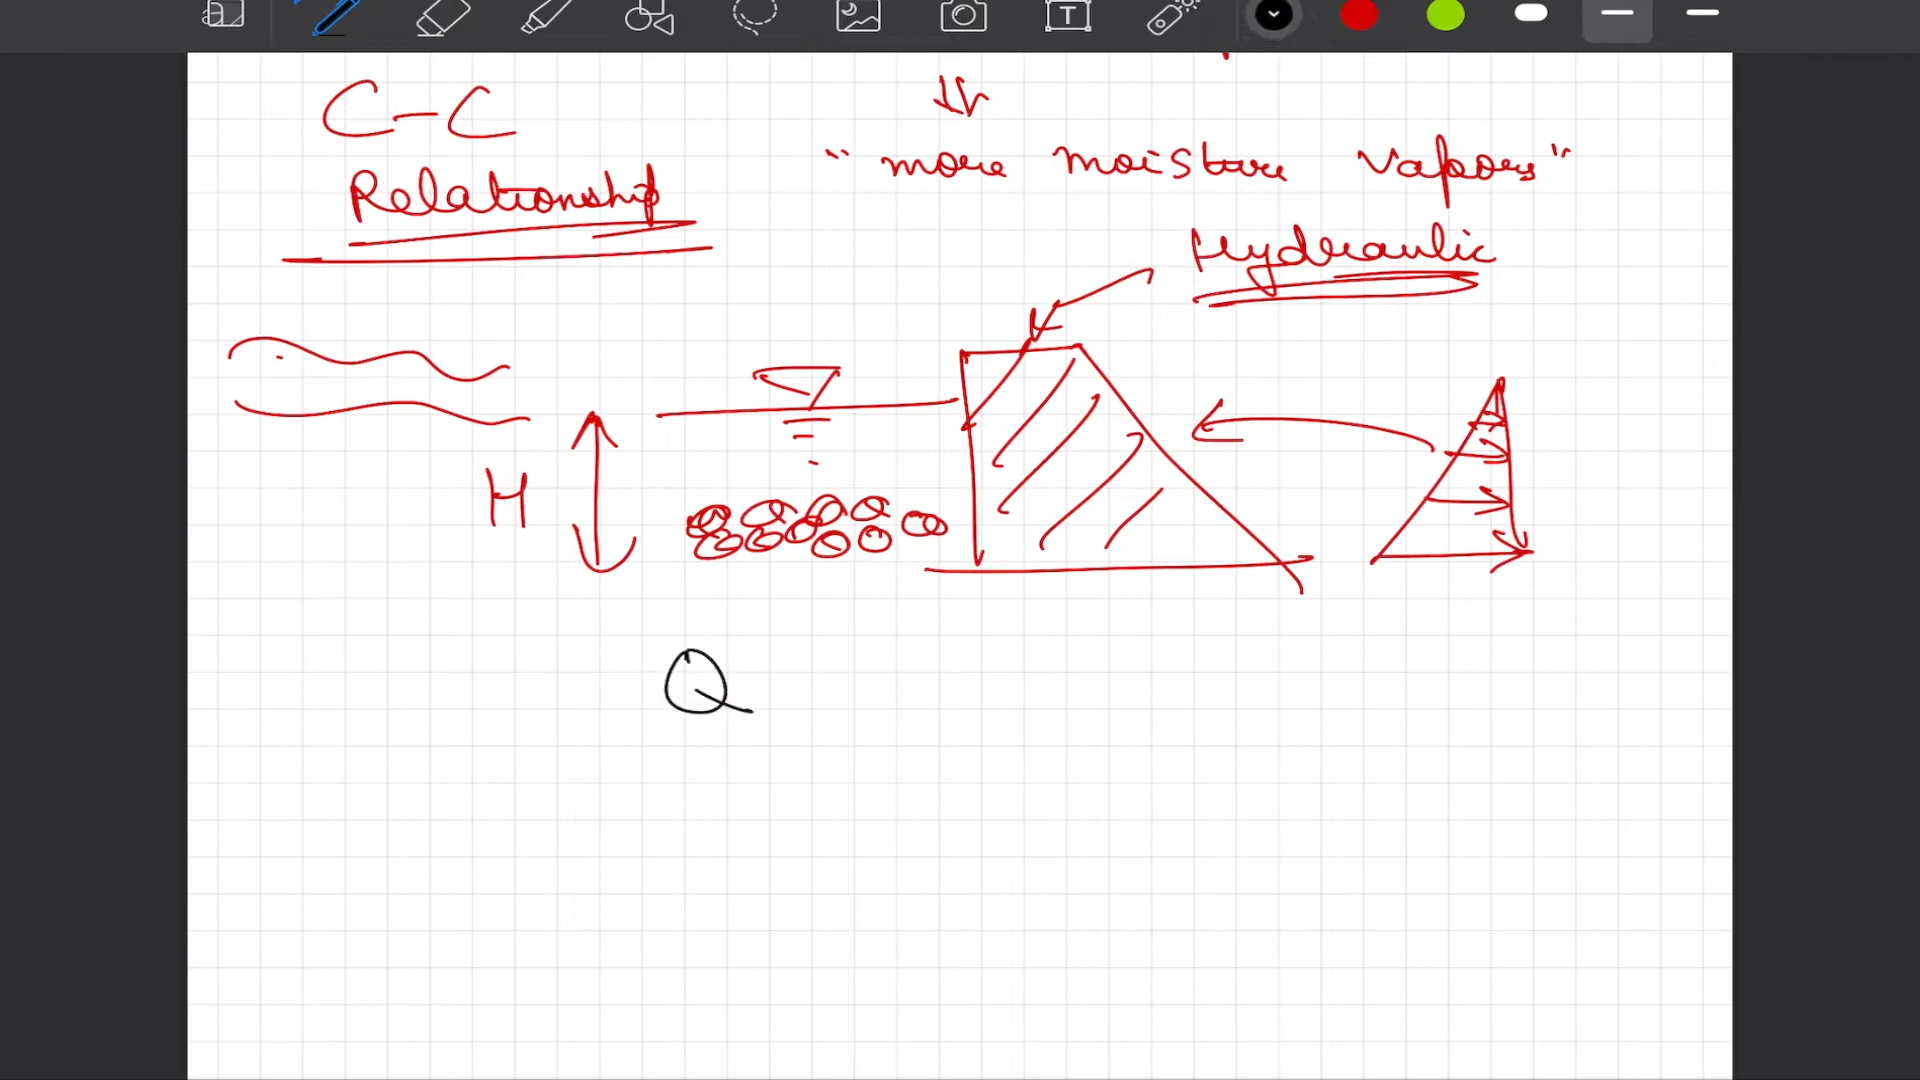 C-C
Relationship
"more moisture vapors"
Hydraulic
H
Q
T